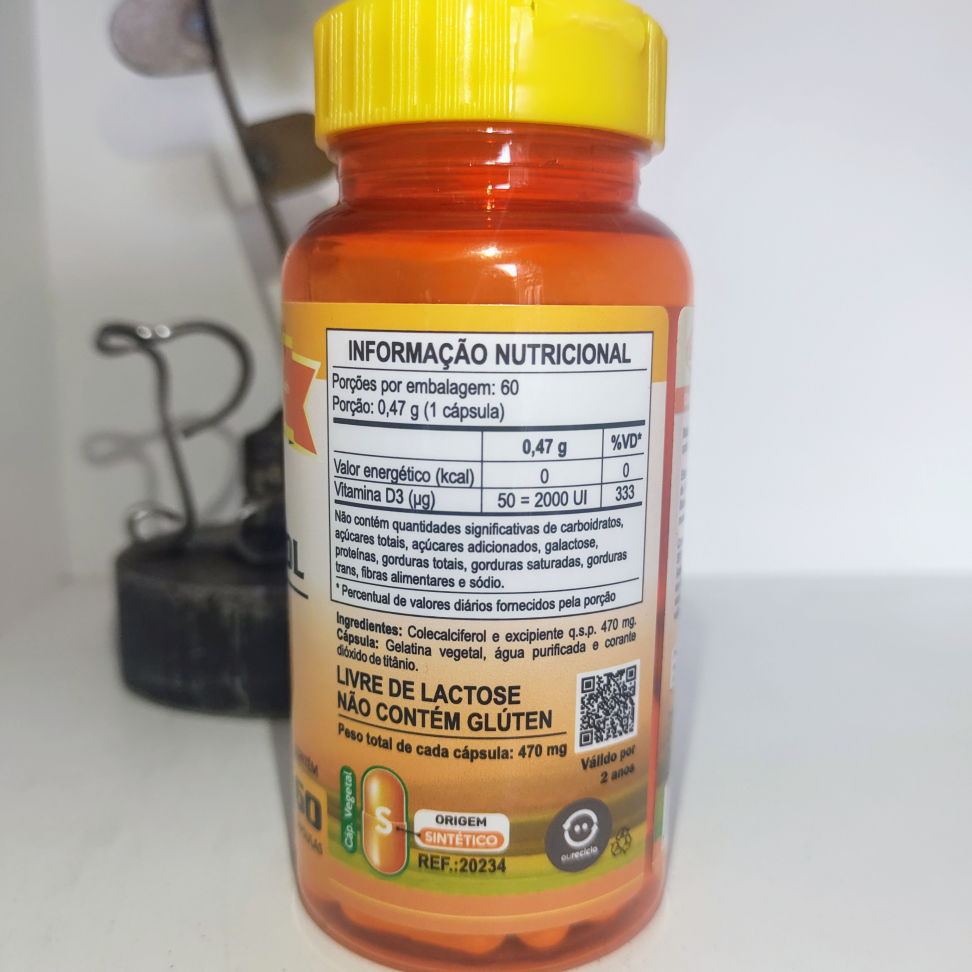 INFORMAÇÃO NUTRICIONAL
Porções por embalagem: 60
Porção: 0,47 g (1 cápsula)
0,47 g %VD*
Valor energético (kcal) 0 0
Vitamina D3 (µg) 50 = 2000 UI 333
Não contém quantidades significativas de carboidratos,
açúcares totais, açúcares adicionados, galactose,
proteínas, gorduras totais, gorduras saturadas, gorduras
trans, fibras alimentares e sódio.
* Percentual de valores diários fornecidos pela porção
Ingredientes: Colecalciferol e excipiente q.s.p. 470 mg.
Cápsula: Gelatina vegetal, água purificada e corante
dióxido de titânio.
LIVRE DE LACTOSE
NÃO CONTÉM GLÚTEN
Peso total de cada cápsula: 470 mg
Válido por
2 anos
60
Cáp. Vegetal
S
ORIGEM
SINTÉTICO
REF.:20234
eureciclo